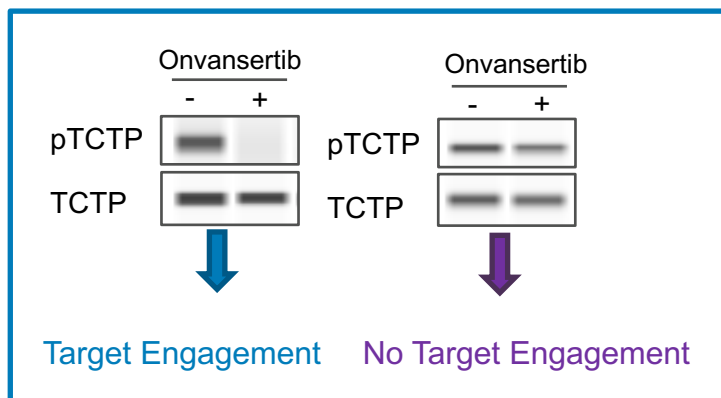 Onvansertib
- +
pTCTP
TCTP
Target Engagement
Onvansertib
- +
pTCTP
TCTP
No Target Engagement